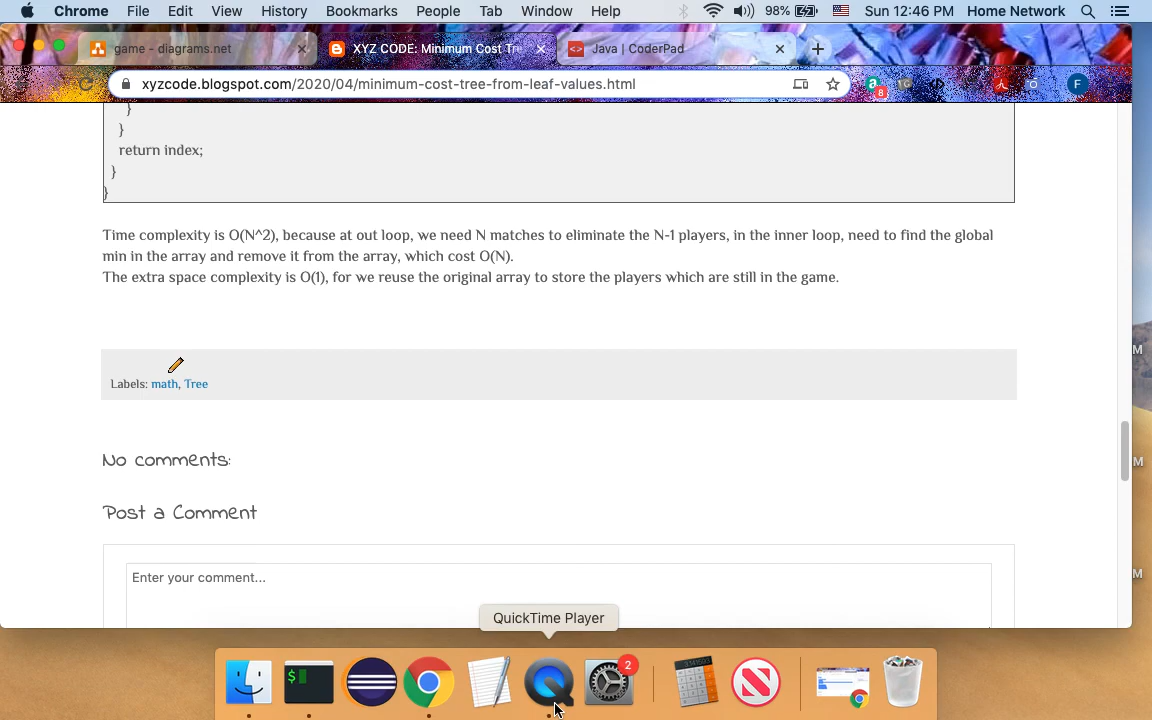 Chrome File Edit View History Bookmarks People Tab Window Help 98% Sun 12:46 PM Home Network
game - diagrams.net
XYZ CODE: Minimum Cost Tre
Java | CoderPad
xyzcode.blogspot.com/2020/04/minimum-cost-tree-from-leaf-values.html
8
F
}
}
return index;
}
}
Time complexity is O(N^2), because at out loop, we need N matches to eliminate the N-1 players, in the inner loop, need to find the global
min in the array and remove it from the array, which cost O(N).
The extra space complexity is O(1), for we reuse the original array to store the players which are still in the game.
M
Labels: math, Tree
No comments:
M
Post a Comment
Enter your comment...
M
QuickTime Player
2
$